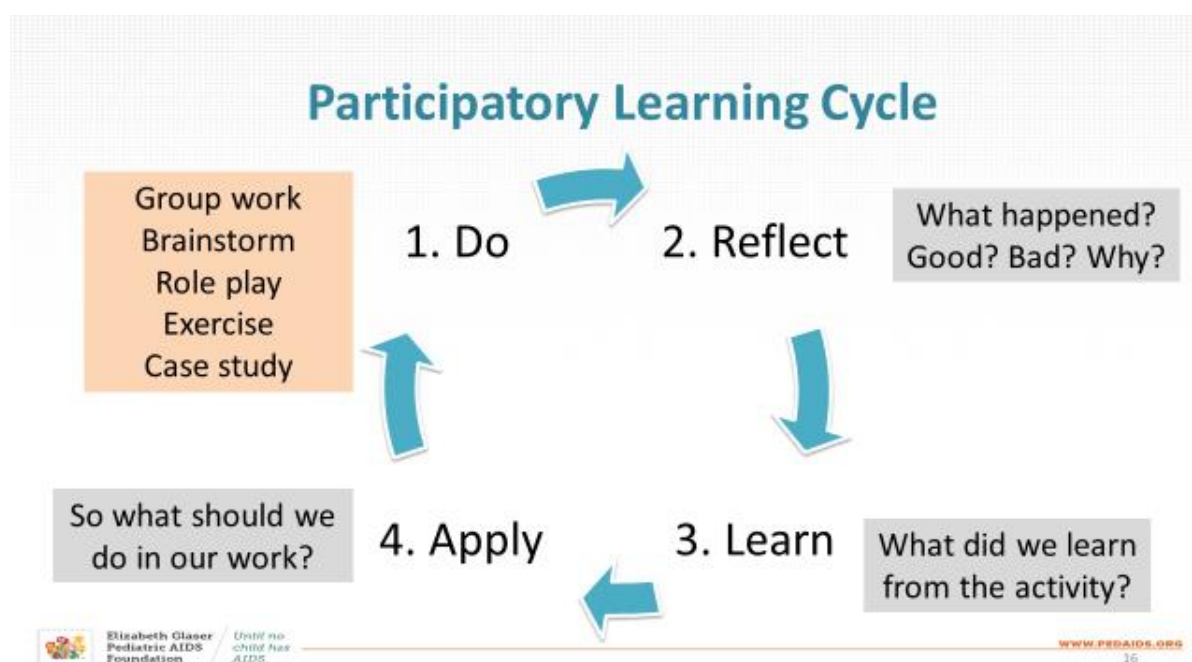 Participatory Learning Cycle
Group work
Brainstorm
Role play
Exercise
Case study
1. Do
2. Reflect
What happened?
Good? Bad? Why?
So what should we
do in our work?
4. Apply
3. Learn
What did we learn
from the activity?
Elizabeth Glaser
Pediatric AIDS
Foundation
Until no
child has
AIDS.
WWW.PEDAIDS.ORG
16